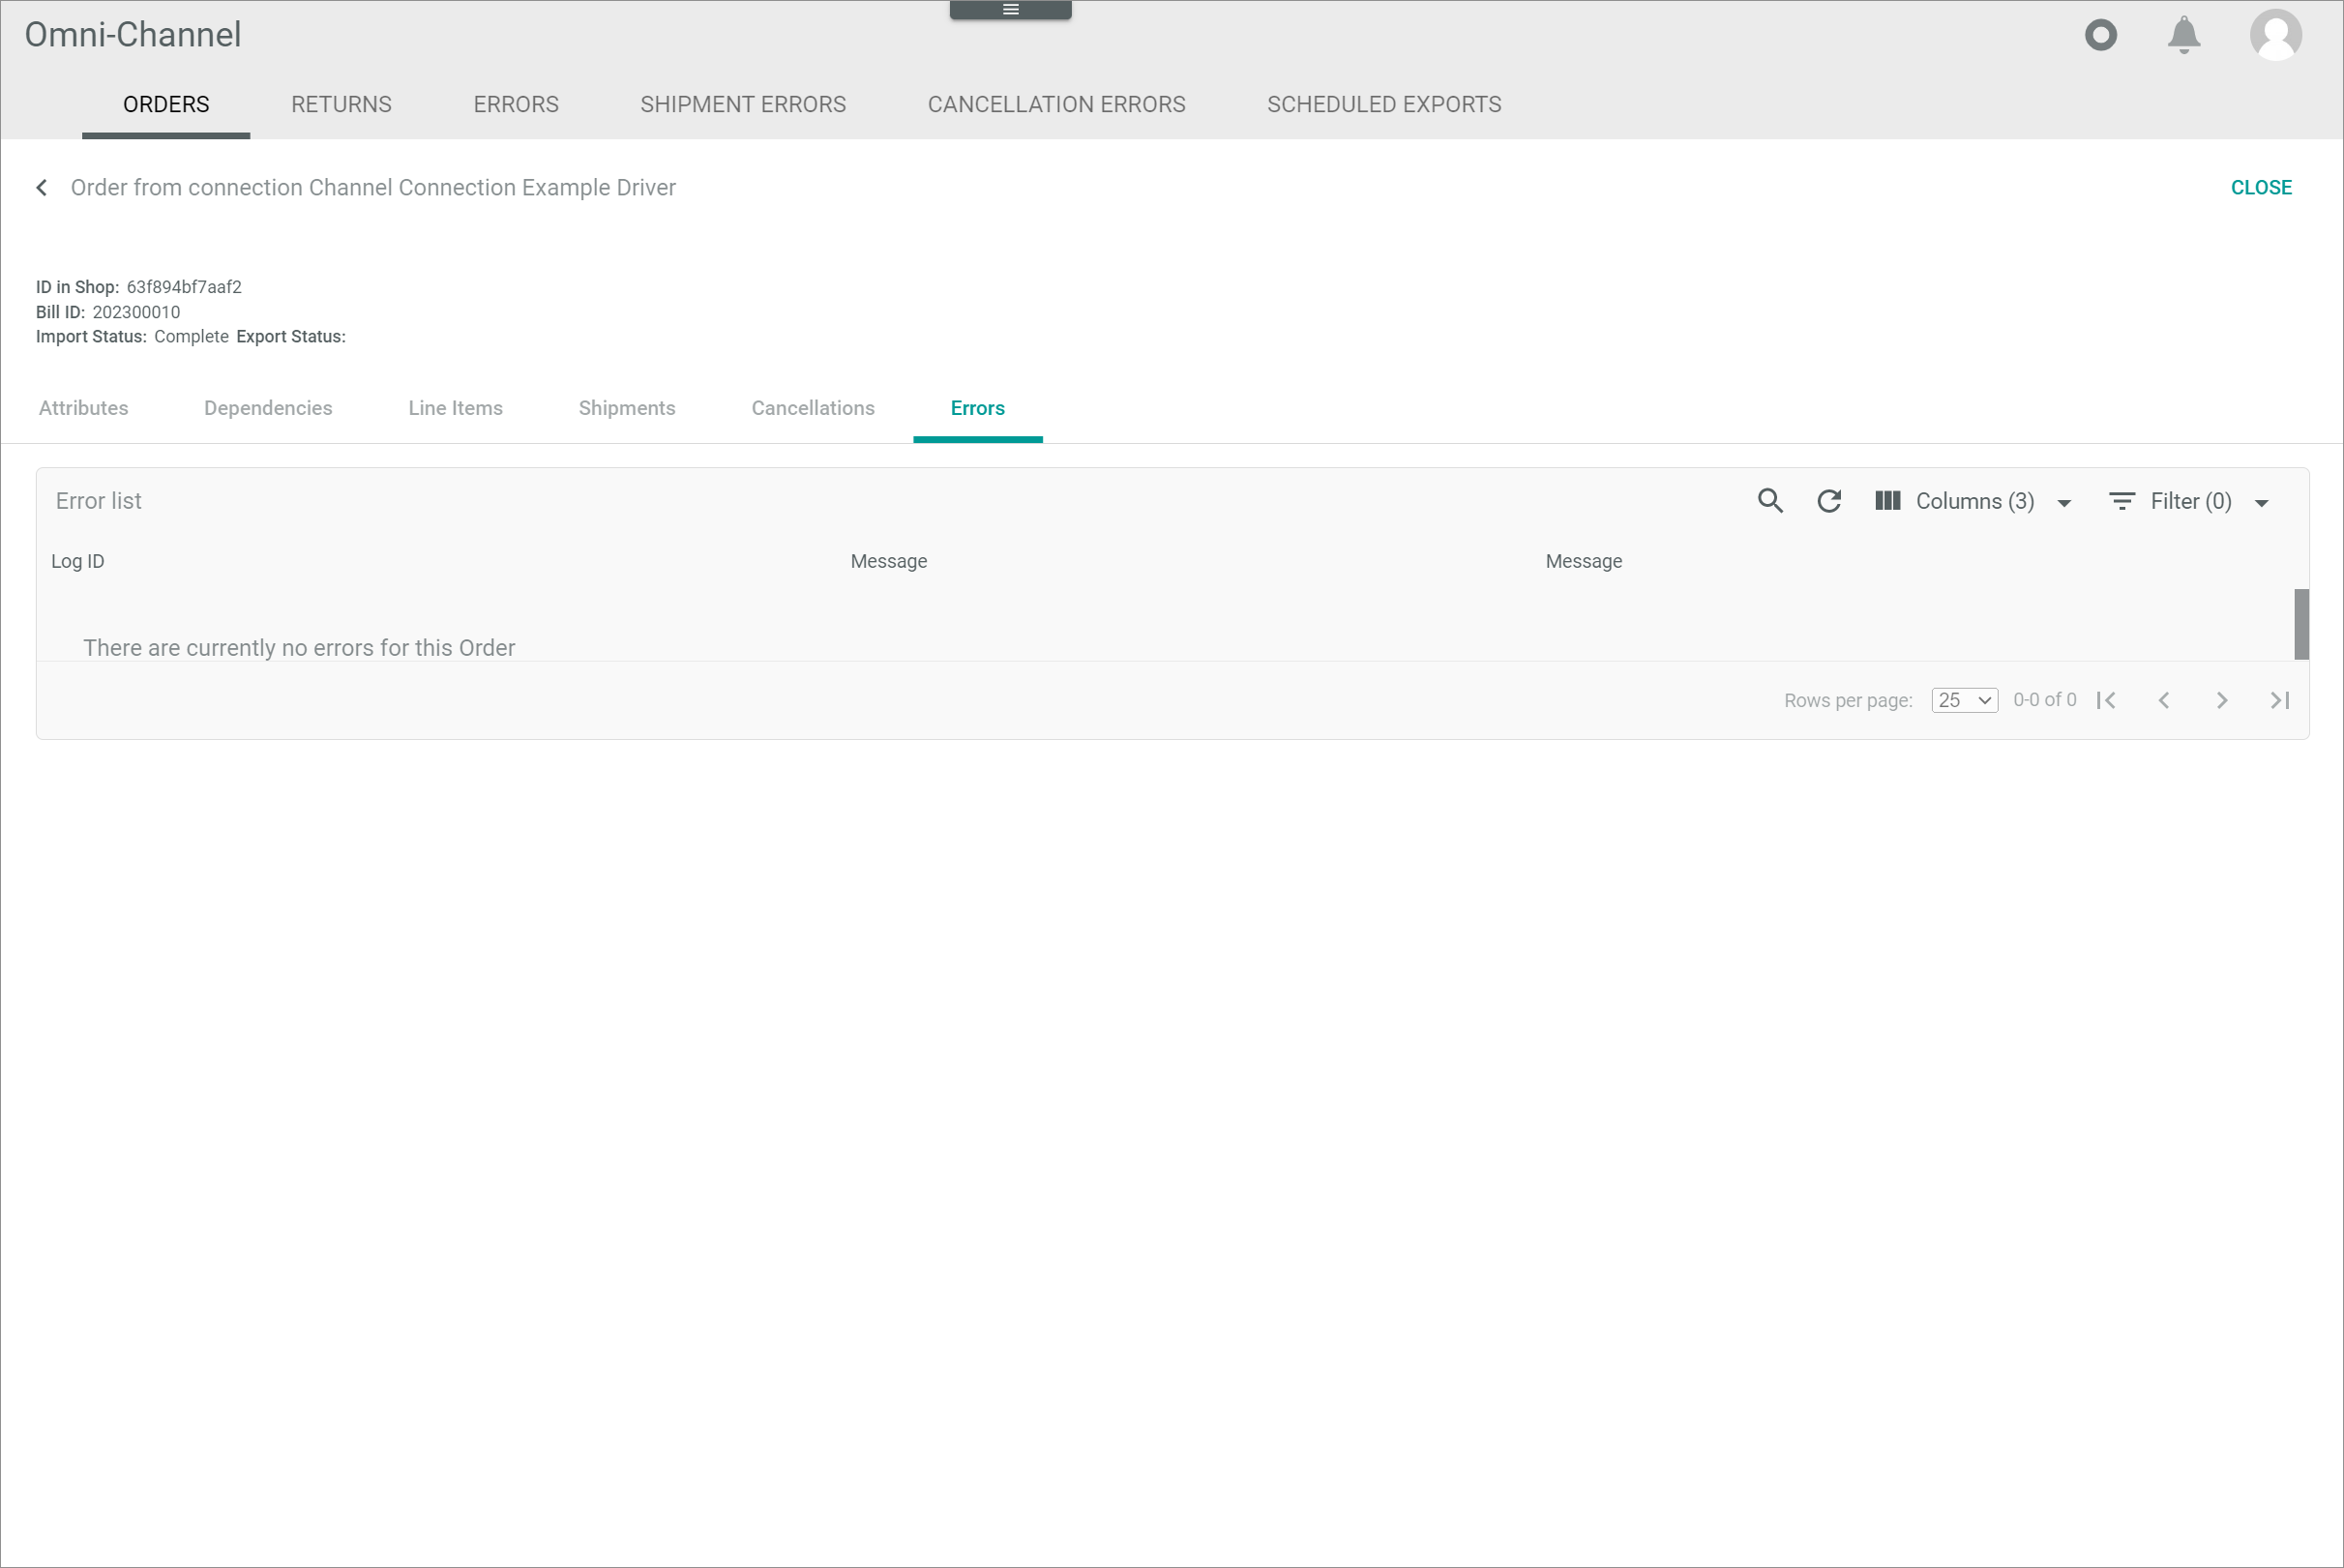 Omni-Channel
ORDERS RETURNS ERRORS SHIPMENT ERRORS CANCELLATION ERRORS SCHEDULED EXPORTS
Order from connection Channel Connection Example Driver CLOSE
ID in Shop: 63f894bf7aaf2
Bill ID: 202300010
Import Status: Complete Export Status:
Attributes Dependencies Line Items Shipments Cancellations Errors
Error list Columns (3) Filter (0)
Log ID Message Message
There are currently no errors for this Order
Rows per page: 25 0-0 of 0